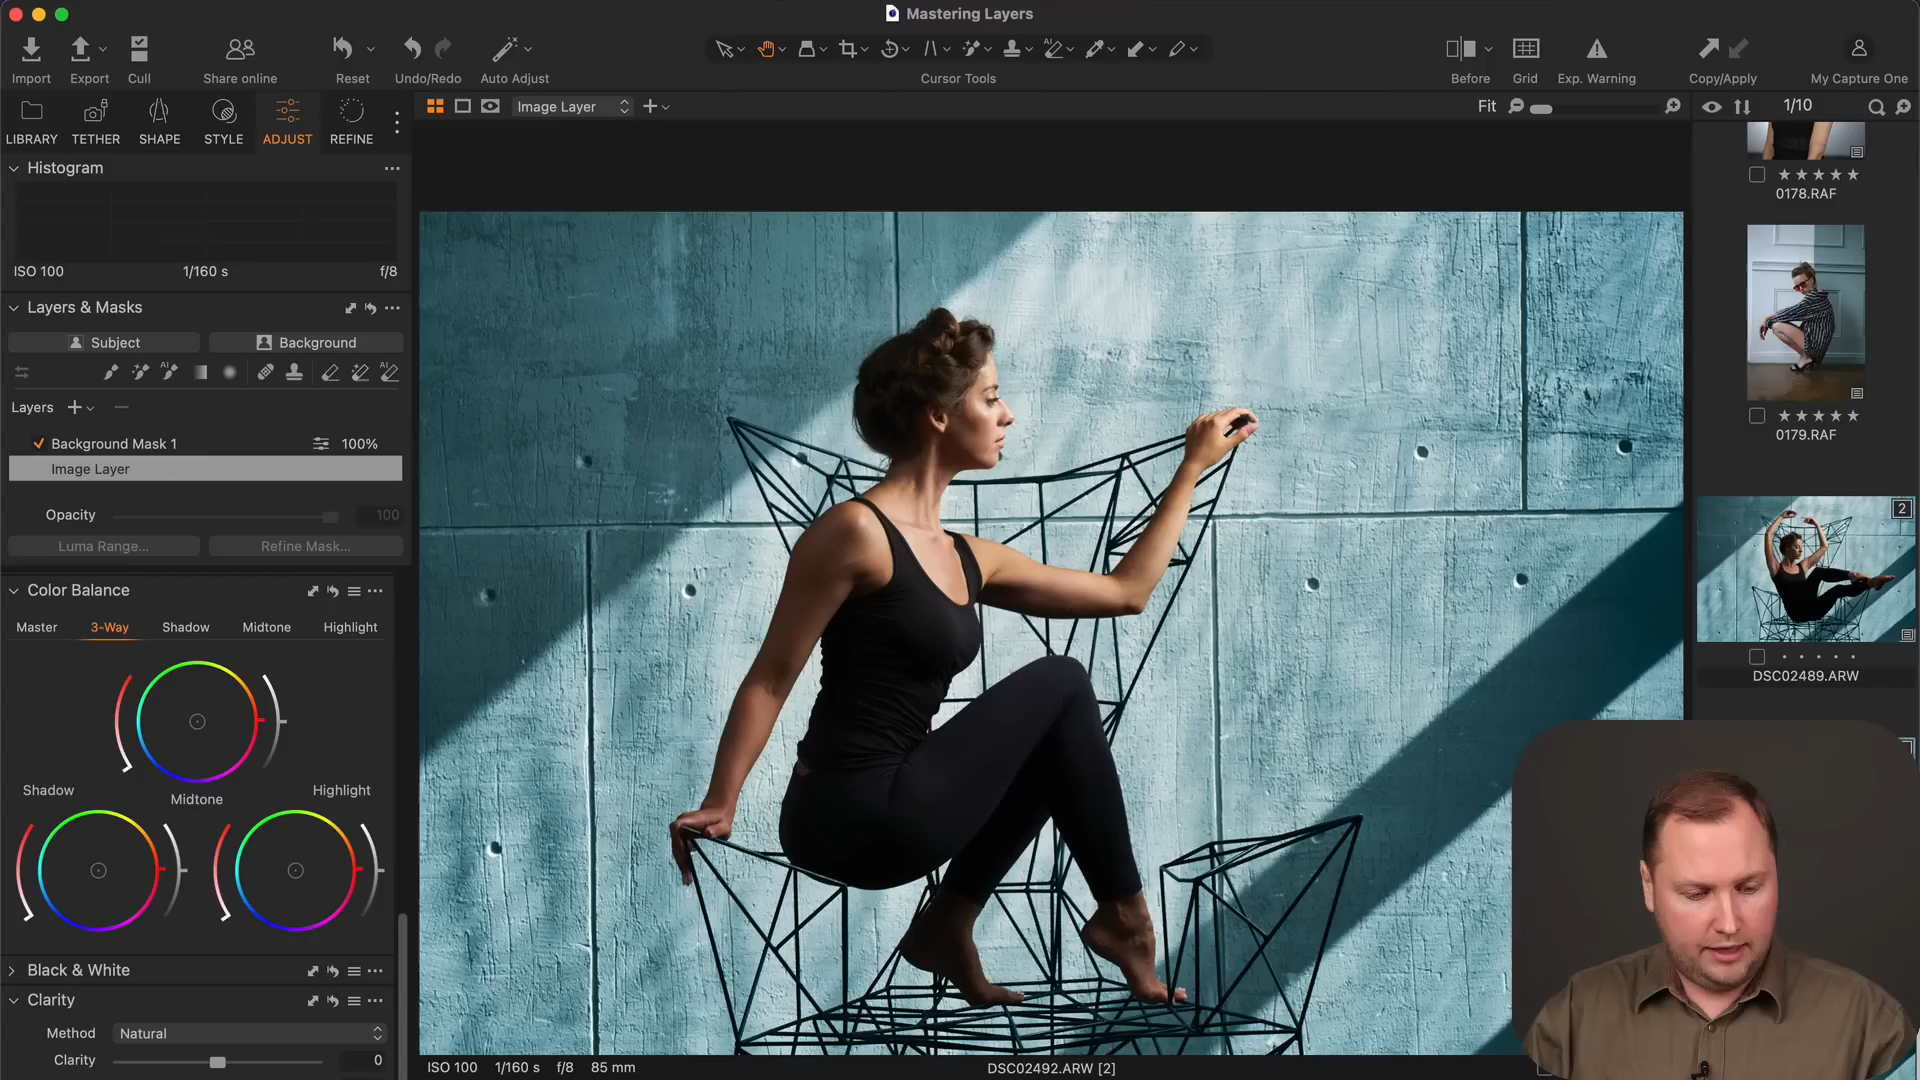 Mastering Layers
Import
Export
Cull
Share online
Reset
Undo/Redo
Auto Adjust
Cursor Tools
Before
Grid
Exp. Warning
Copy/Apply
My Capture One
LIBRARY
TETHER
SHAPE
STYLE
ADJUST
REFINE
Image Layer
Fit
1/10
Histogram
ISO 100
1/160 s
f/8
Layers & Masks
Subject
Background
AI
AI
Layers
Background Mask 1
100%
Image Layer
Opacity
100
Luma Range...
Refine Mask...
Color Balance
Master
3-Way
Shadow
Midtone
Highlight
Shadow
Midtone
Highlight
Black & White
Clarity
Method
Natural
Clarity
0
0178.RAF
0179.RAF
2
DSC02489.ARW
ISO 100
1/160 s
f/8
85 mm
DSC02492.ARW [2]